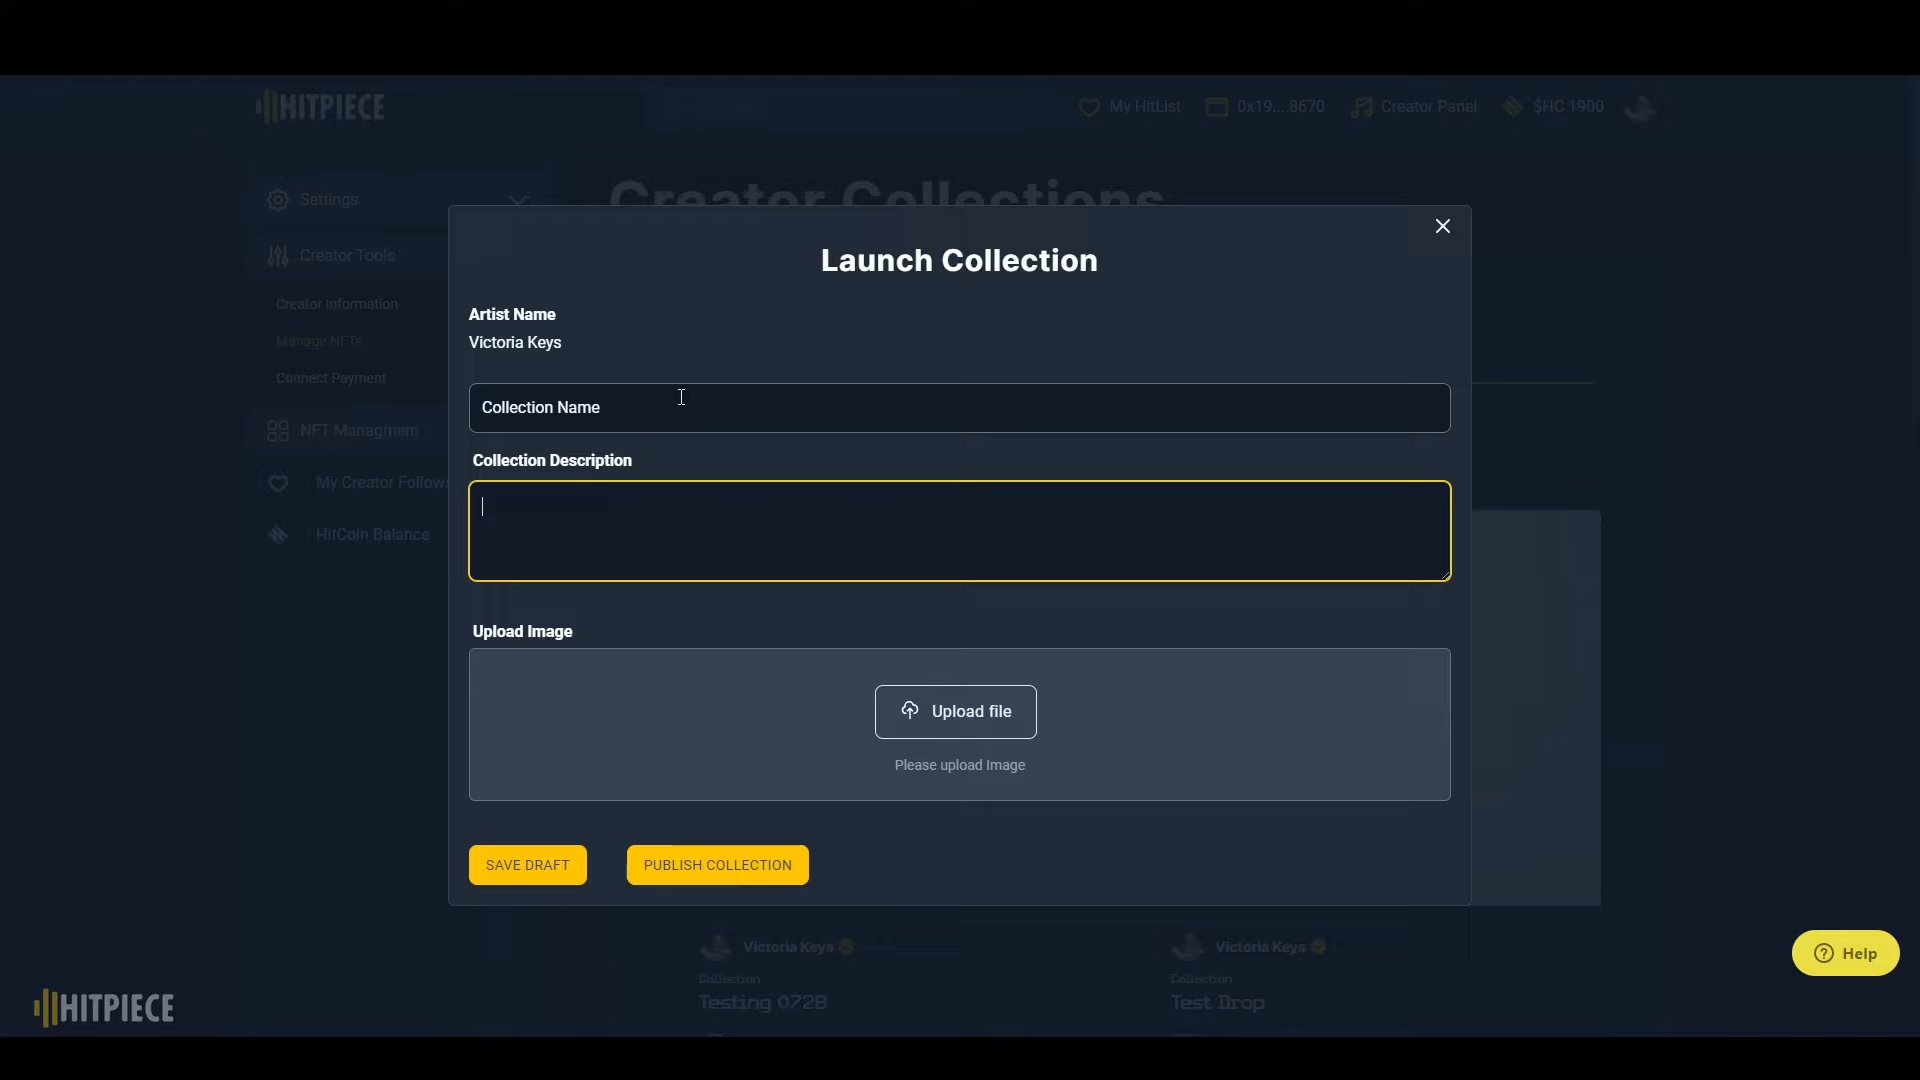 HITPIECE
My HitList
0x19....8670
Creator Panel
$HC 1900
Settings
Creator Collections
Launch Collection
Creator Tools
Artist Name
Creator Information
Victoria Keys
Manage NFTs
Connect Payment
Collection Name
NFT Managment
Collection Description
My Creator Follows
HitCoin Balance
Upload Image
Upload file
Please upload Image
SAVE DRAFT
PUBLISH COLLECTION
Victoria Keys
Victoria Keys
Help
Collection
Collection
Testing 0728
Test Drop
HITPIECE